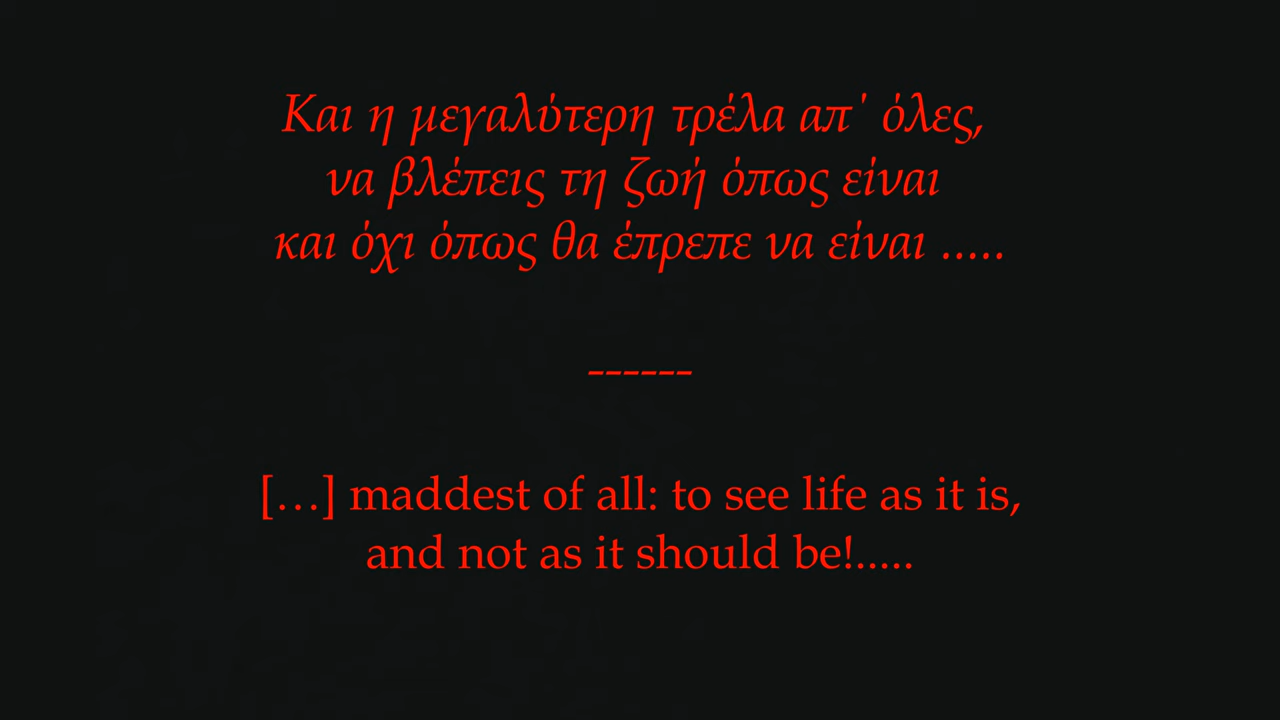 Και η μεγαλύτερη τρέλα απ΄ όλες,
να βλέπεις τη ζωή όπως είναι
και όχι όπως θα έπρεπε να είναι .....
------
[…] maddest of all: to see life as it is,
and not as it should be!.....